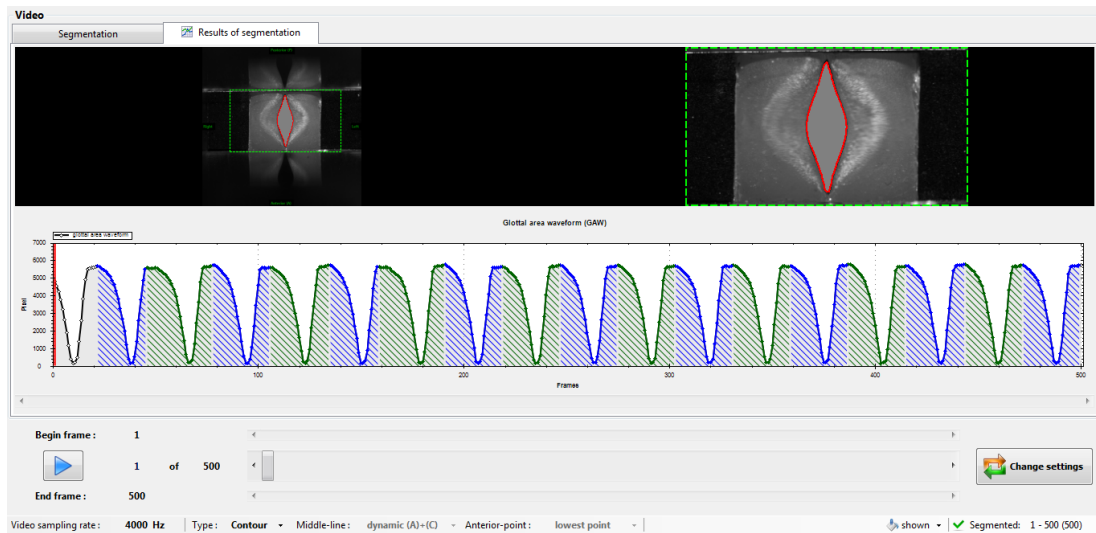 Video
Segmentation
Results of segmentation
Right
Left
Glottal area waveform (GAW)
glottal area waveform
7000
6000
5000
4000
3000
2000
1000
0
Pixel
0 100 200 300 400 500
Frames
Begin frame : 1
1 of 500
End frame : 500
Change settings
Video sampling rate : 4000 Hz Type : Contour Middle-line : dynamic (A)+(C) Anterior-point : lowest point shown Segmented: 1 - 500 (500)